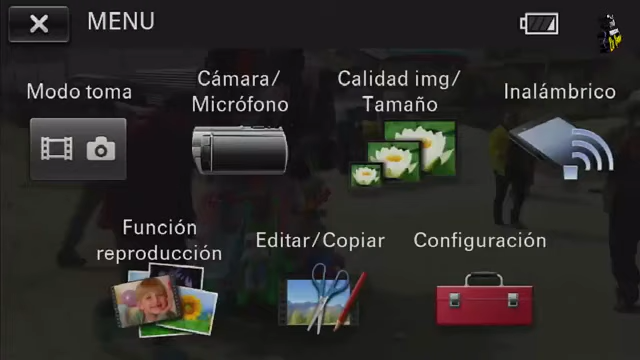 MENU
Modo toma
Cámara/
Micrófono
Calidad img/
Tamaño
Inalámbrico
Función
reproducción
Editar/Copiar
Configuración